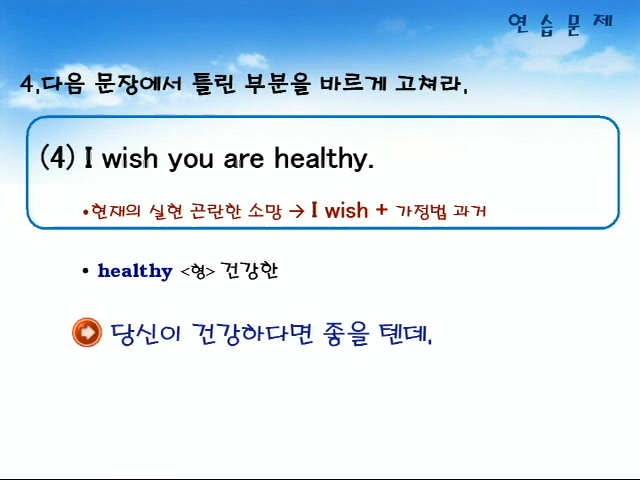 연 습 문 제
4.다음 문장에서 틀린 부분을 바르게 고쳐라.
(4) I wish you are healthy.
•현재의 실현 곤란한 소망 → I wish + 가정법 과거
• healthy <형> 건강한
당신이 건강하다면 좋을 텐데.